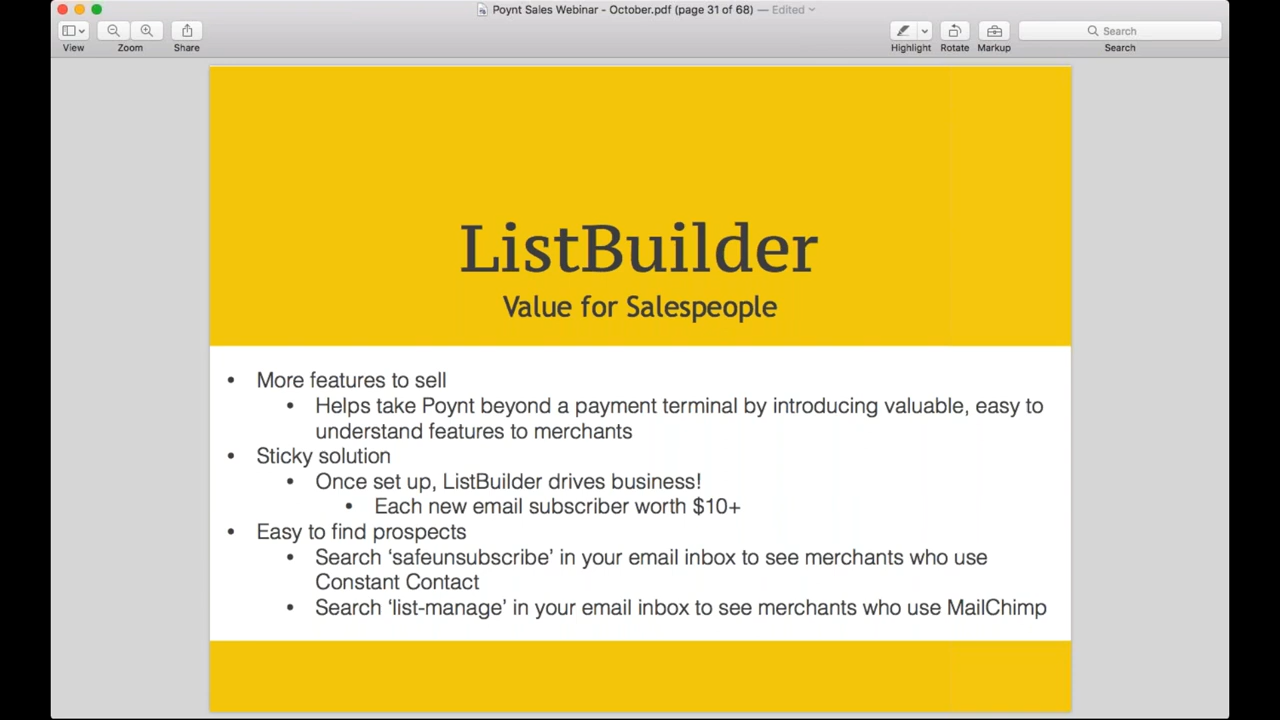 Poynt Sales Webinar - October.pdf (page 31 of 68) — Edited
View Zoom Share Highlight Rotate Markup Search
Search
ListBuilder
Value for Salespeople
• More features to sell
• Helps take Poynt beyond a payment terminal by introducing valuable, easy to
understand features to merchants
• Sticky solution
• Once set up, ListBuilder drives business!
• Each new email subscriber worth $10+
• Easy to find prospects
• Search ‘safeunsubscribe’ in your email inbox to see merchants who use
Constant Contact
• Search ‘list-manage’ in your email inbox to see merchants who use MailChimp